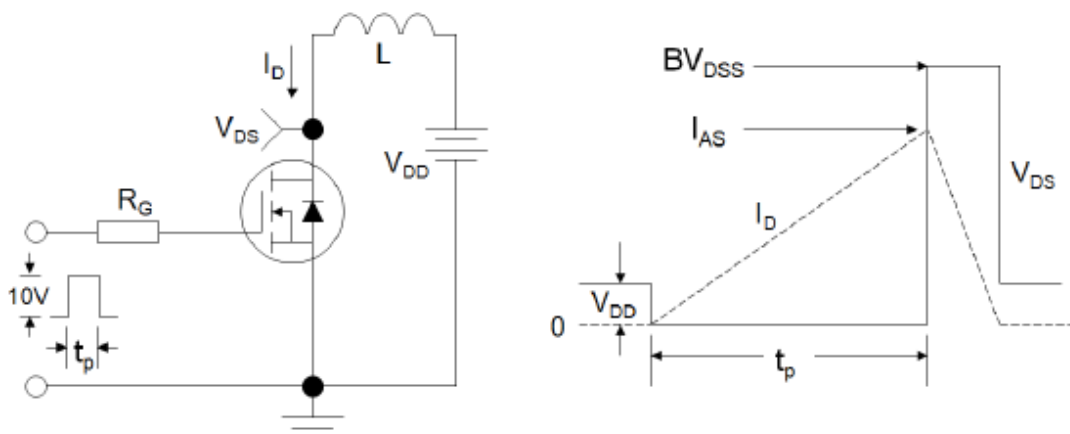 I_D
L
V_DS
V_DD
R_G
10V
t_p
BV_DSS
I_AS
V_DS
I_D
V_DD
0
t_p